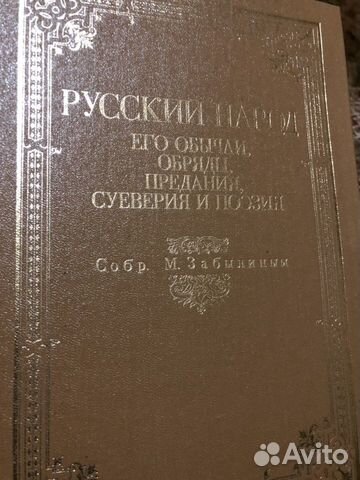 РУССКИЙ НАРОД
ЕГО ОБЫЧАИ,
ОБРЯДЫ,
ПРЕДАНИЯ,
СУЕВЕРИЯ И ПОЭЗИЯ
Собр. М. Забылиным
Avito